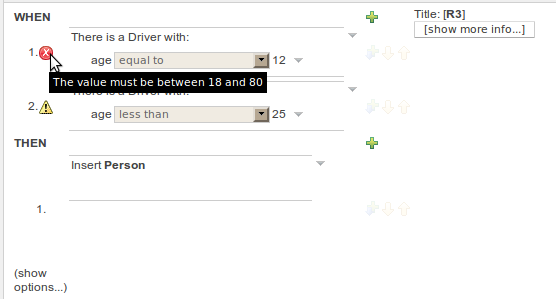 WHEN
Title: [R3]
[show more info...]
There is a Driver with:
1.
age equal to 12
The value must be between 18 and 80
There is a Driver with:
2.
age less than 25
THEN
Insert Person
1.
(show
options...)